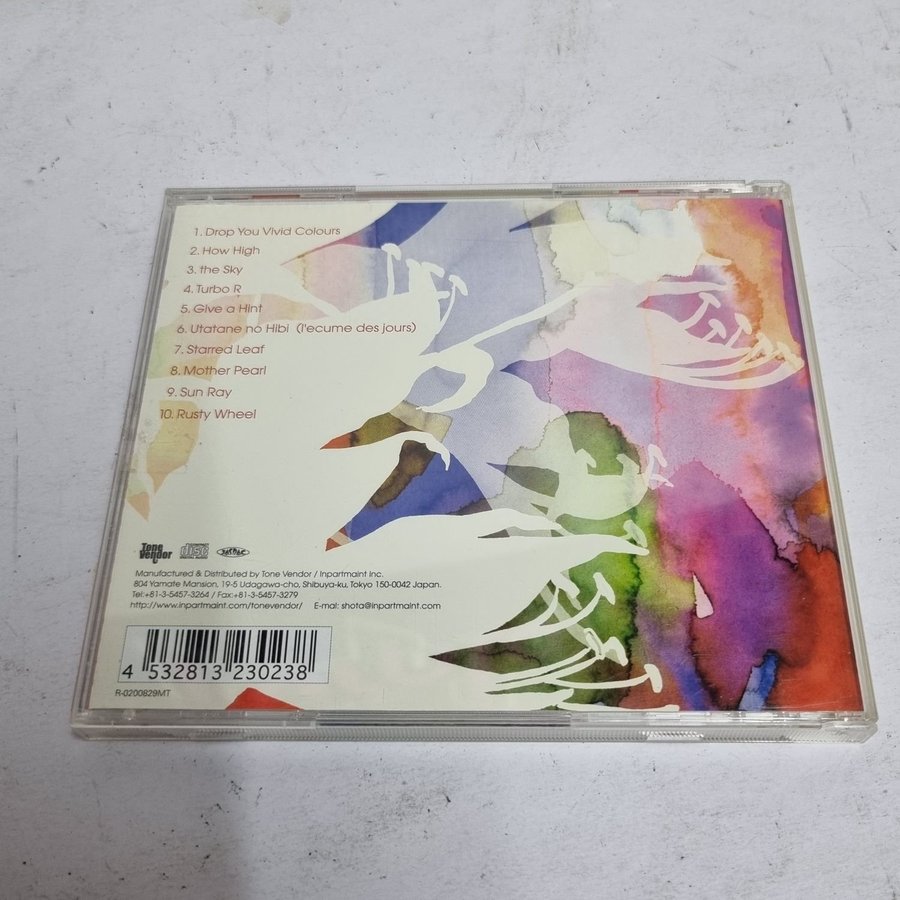 1. Drop You Vivid Colours
2. How High
3. the Sky
4. Turbo R
5. Give a Hint
6. Utatane no Hibi (l'ecume des jours)
7. Starred Leaf
8. Mother Pearl
9. Sun Ray
10. Rusty Wheel
Tone Vendor
disc
JASRAC
Manufactured & Distributed by Tone Vendor / Inpartmaint Inc.
804 Yamate Mansion, 19-5 Udagawa-cho, Shibuya-ku, Tokyo 150-0042 Japan.
Tel:+81-3-5457-3264 / Fax:+81-3-5457-3279
http://www.inpartmaint.com/tonevendor/ E-mai: shota@inpartmaint.com
4 532813 230238
R-0200829MT